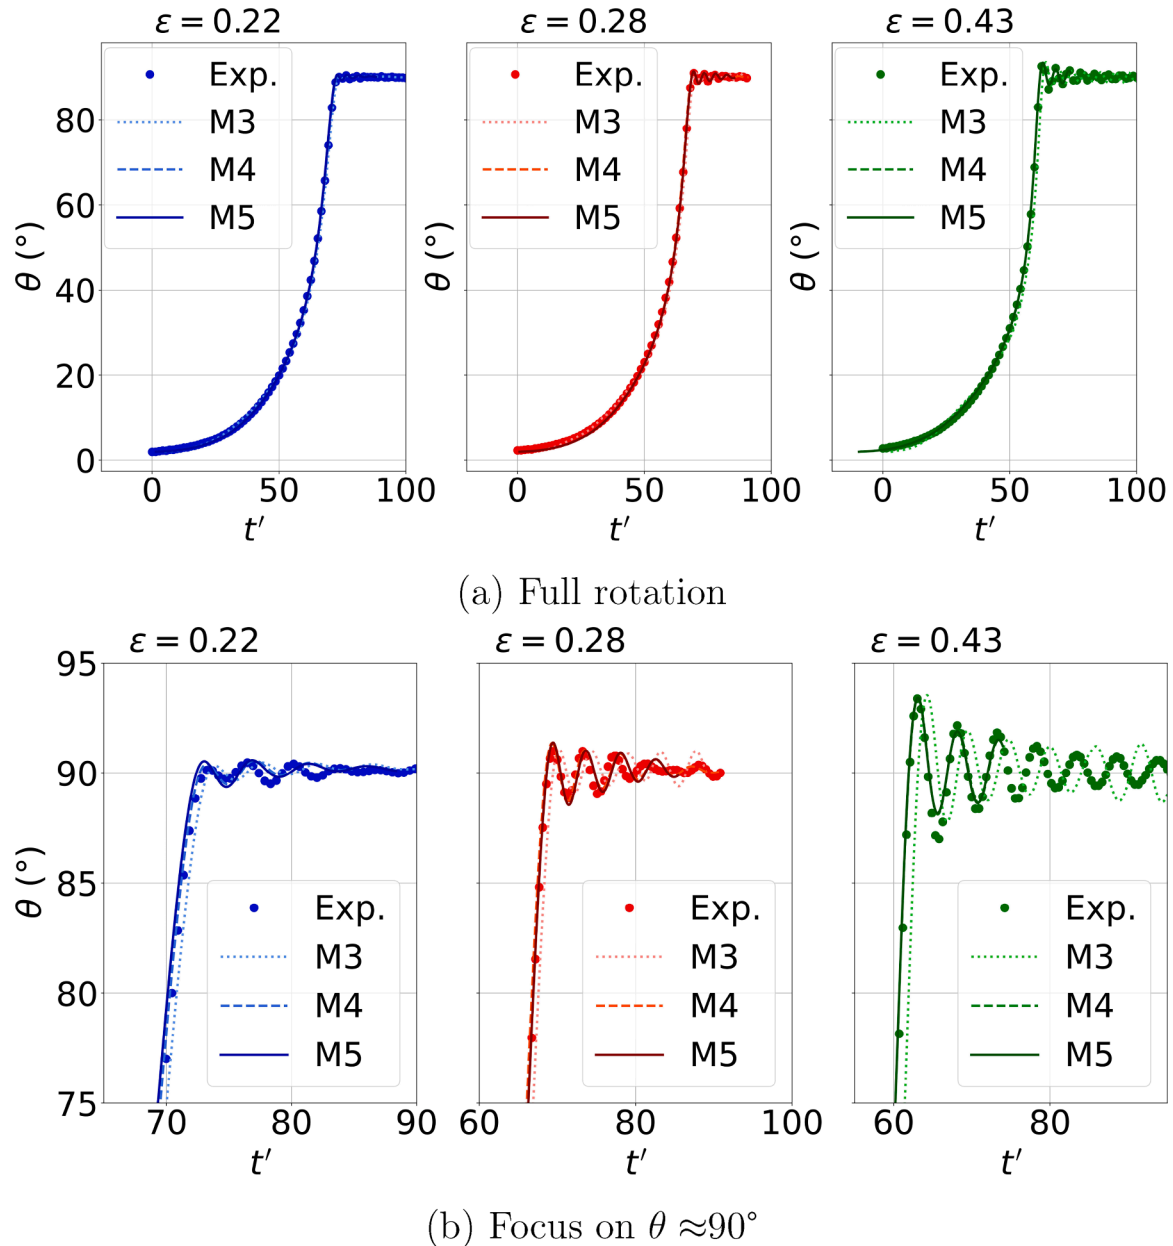 ε = 0.22 ε = 0.28 ε = 0.43
θ (°)
80
60
40
20
0
Exp.
M3
M4
M5
0 50 100
t′
θ (°)
Exp.
M3
M4
M5
0 50 100
t′
θ (°)
Exp.
M3
M4
M5
0 50 100
t′
(a) Full rotation
ε = 0.22 ε = 0.28 ε = 0.43
θ (°)
95
90
85
80
75
Exp.
M3
M4
M5
70 80 90
t′
Exp.
M3
M4
M5
60 80 100
t′
Exp.
M3
M4
M5
60 80
t′
(b) Focus on θ ≈90°